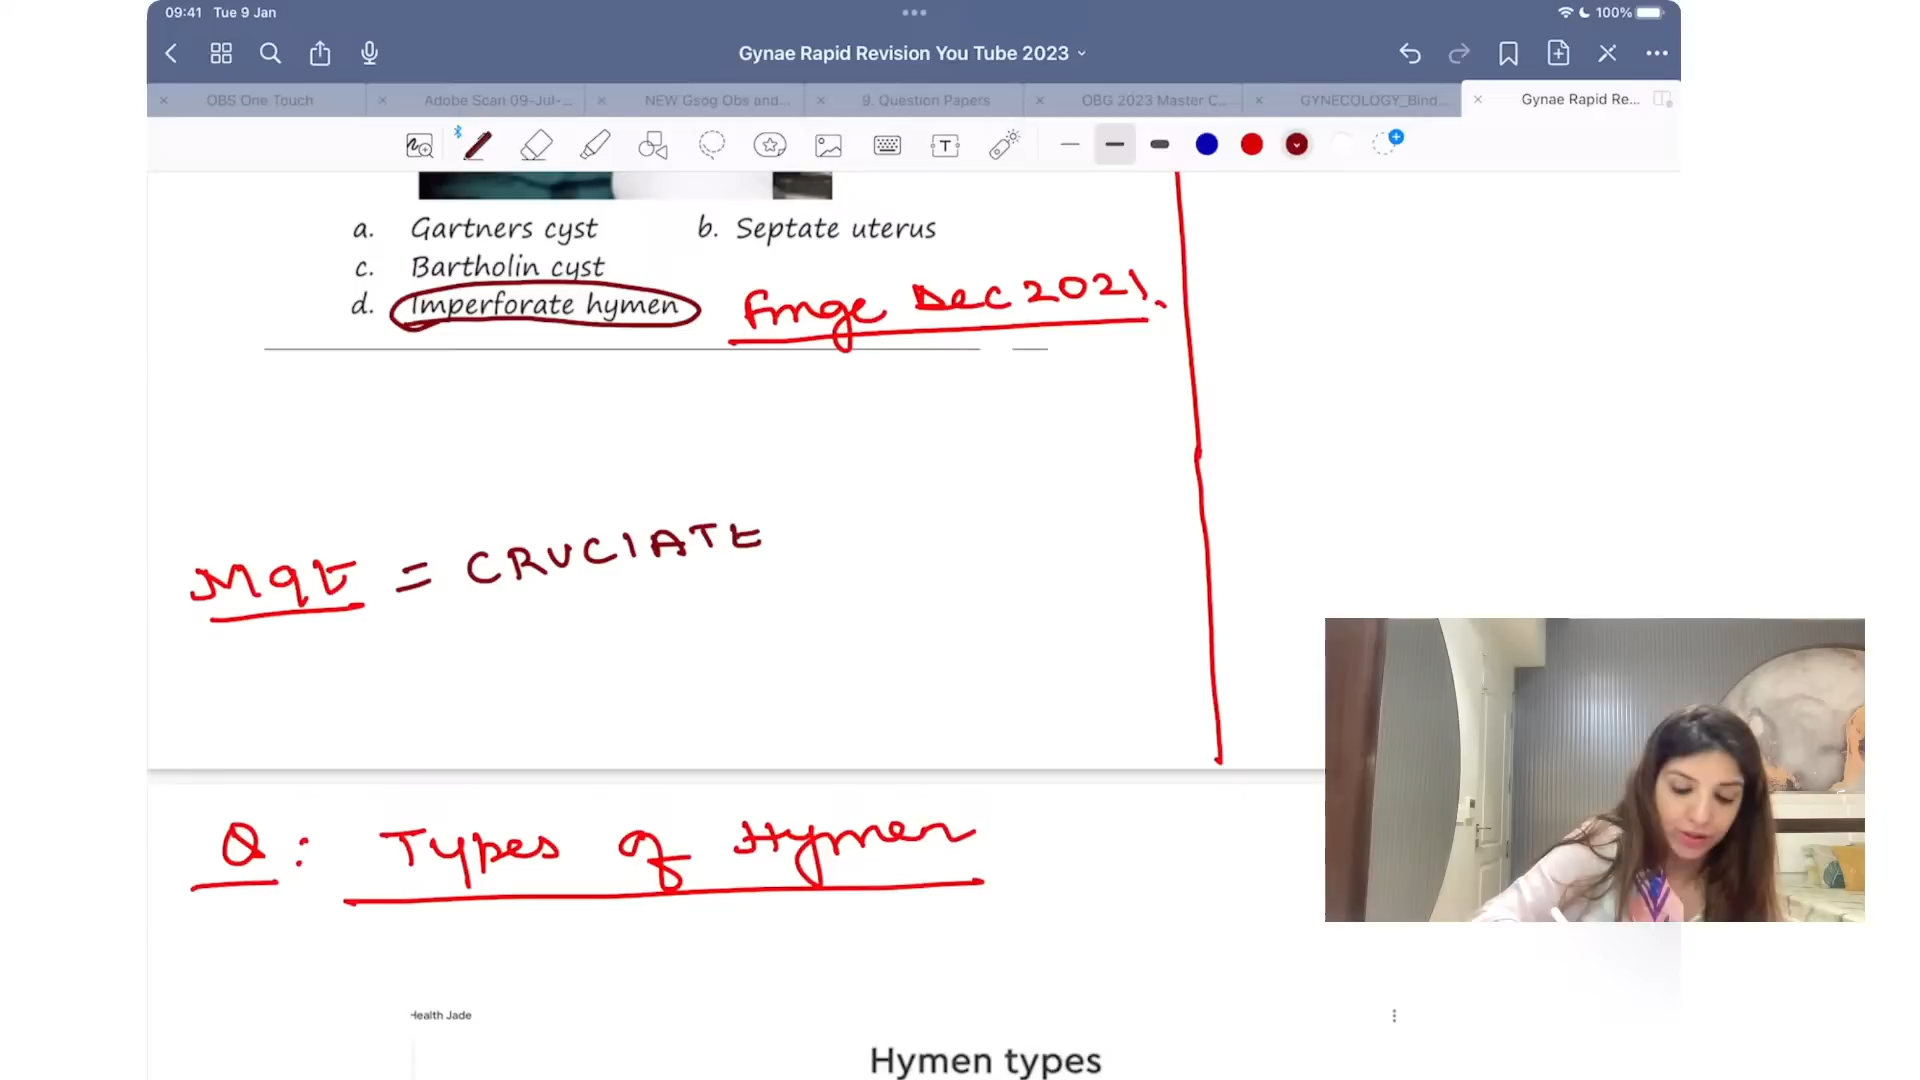 09:41 Tue 9 Jan
100%
Gynae Rapid Revision You Tube 2023
OBS One Touch
Adobe Scan 09-Jul-...
NEW Gsog Obs and...
9. Question Papers
OBG 2023 Master C...
GYNECOLOGY_Bind...
Gynae Rapid Re...
a. Gartners cyst b. Septate uterus
c. Bartholin cyst
d. Imperforate hymen
Fmge Dec 2021.
= CRUCIATE
Q: Types of Hymen
Health Jade
Hymen types